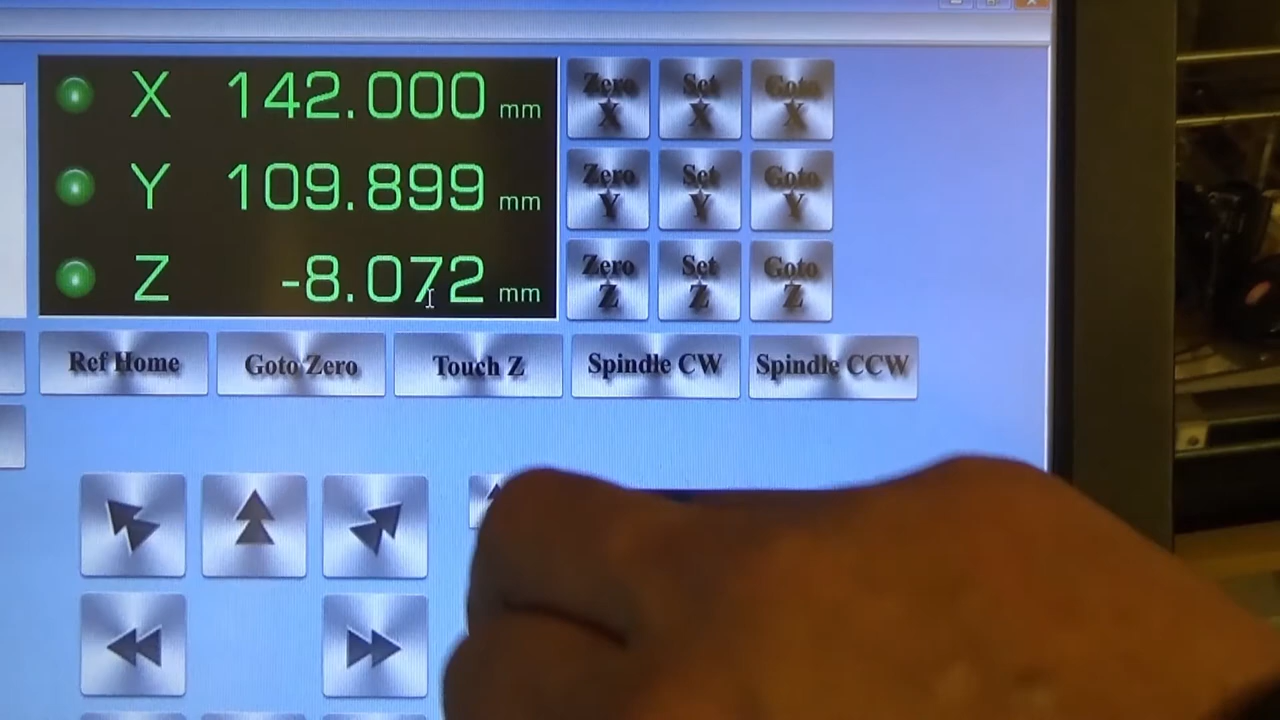 X 142.000 mm
Zero X
Set X
Goto X
Y 109.899 mm
Zero Y
Set Y
Goto Y
Z -8.072 mm
Zero Z
Set Z
Goto Z
Ref Home
Goto Zero
Touch Z
Spindle CW
Spindle CCW